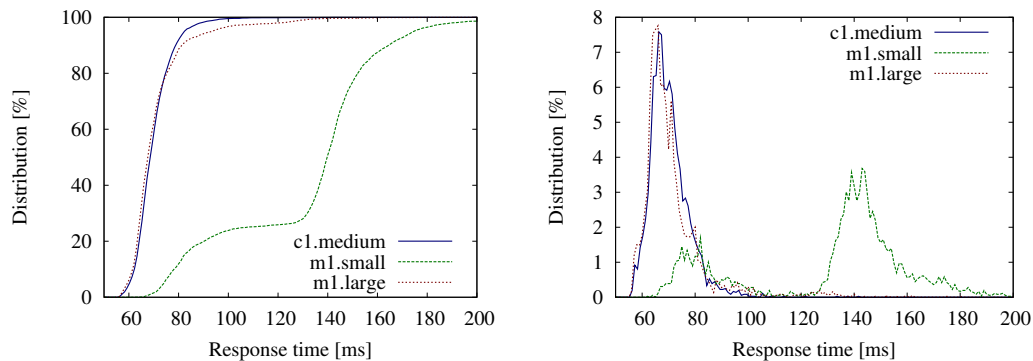 Distribution [%]
100
80
60
40
20
0
c1.medium
m1.small
m1.large
60 80 100 120 140 160 180 200
Response time [ms]
Distribution [%]
8
7
6
5
4
3
2
1
0
c1.medium
m1.small
m1.large
60 80 100 120 140 160 180 200
Response time [ms]